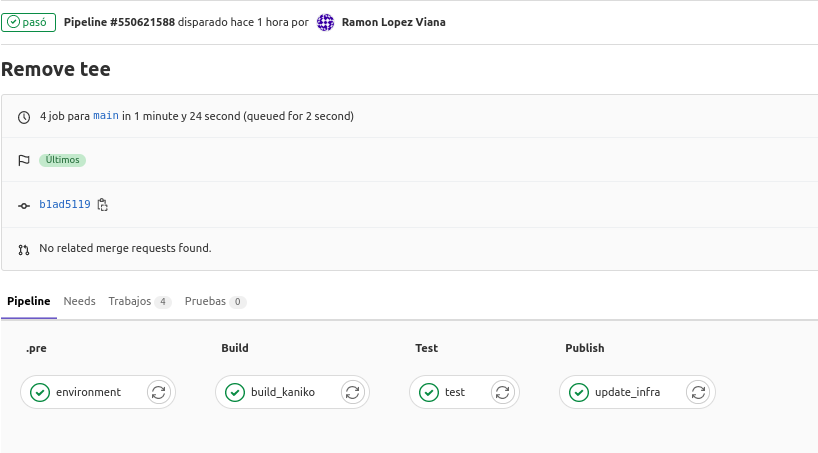 pasó Pipeline #550621588 disparado hace 1 hora por Ramon Lopez Viana
Remove tee
4 job para main in 1 minute y 24 second (queued for 2 second)
Últimos
b1ad5119
No related merge requests found.
Pipeline Needs Trabajos 4 Pruebas 0
.pre Build Test Publish
environment build_kaniko test update_infra